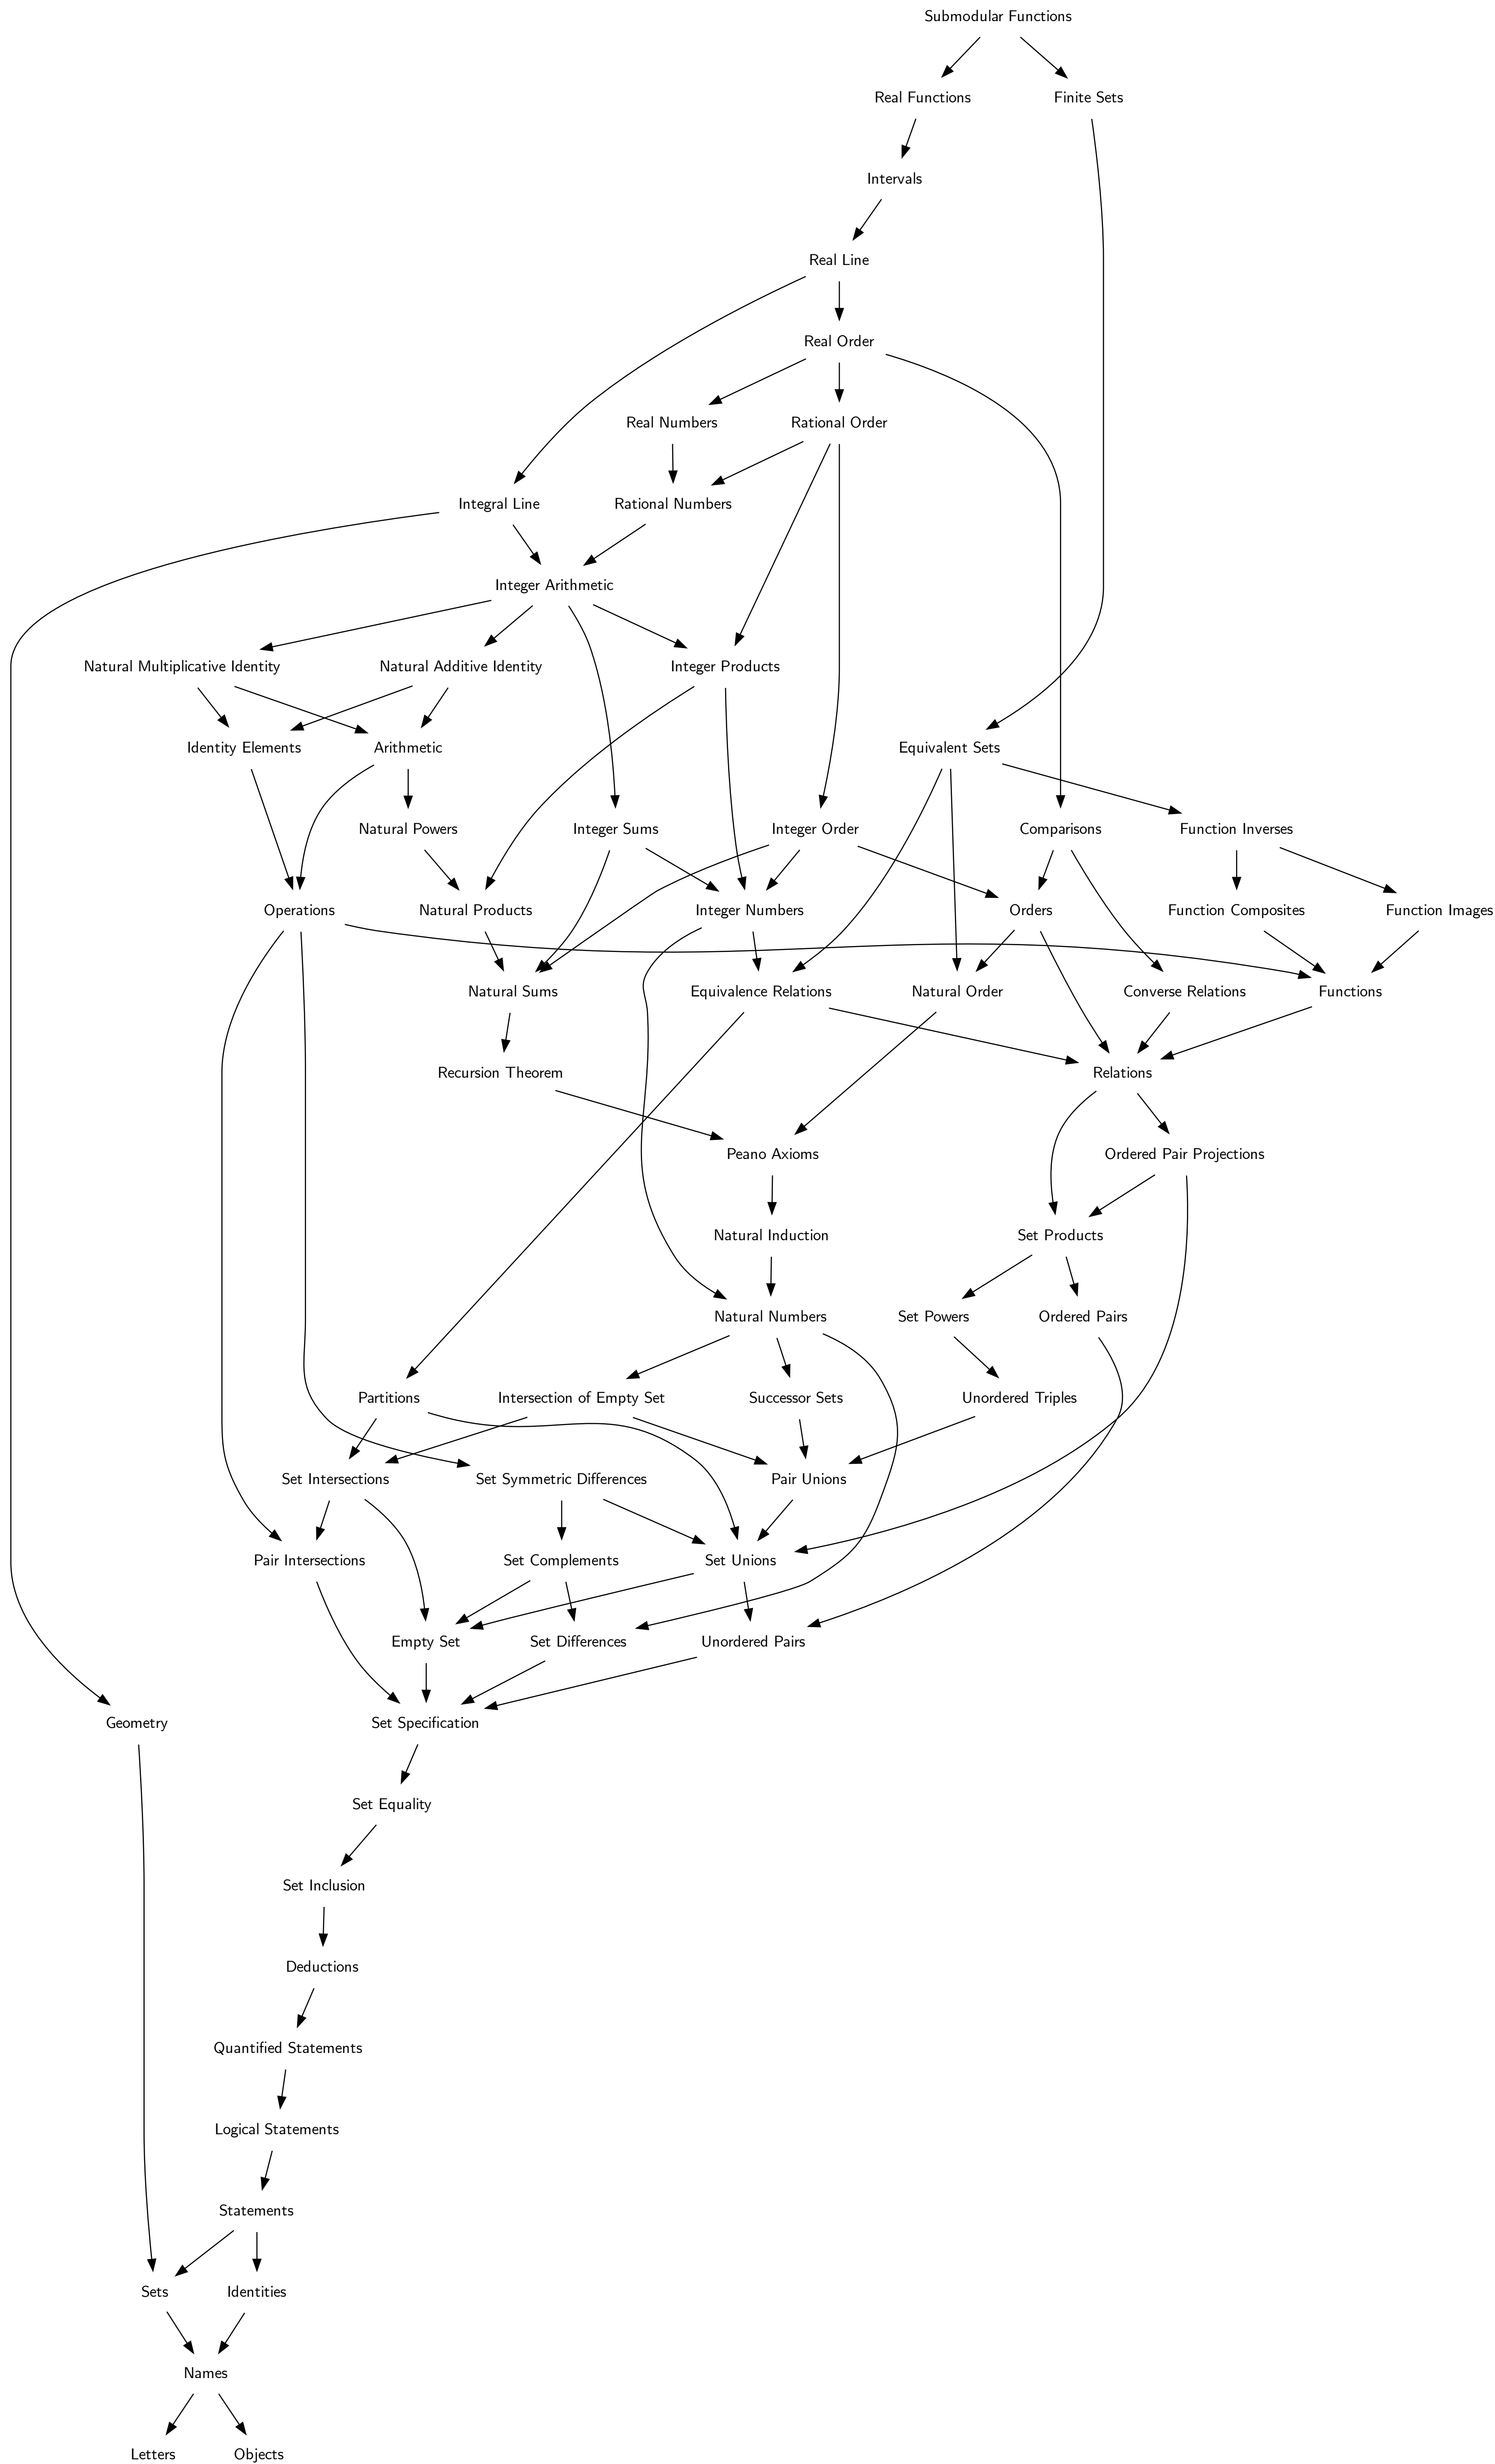 Submodular Functions
Real Functions
Finite Sets
Intervals
Real Line
Real Order
Real Numbers
Rational Order
Integral Line
Rational Numbers
Integer Arithmetic
Natural Multiplicative Identity
Natural Additive Identity
Integer Products
Identity Elements
Arithmetic
Equivalent Sets
Natural Powers
Integer Sums
Integer Order
Comparisons
Function Inverses
Operations
Natural Products
Integer Numbers
Orders
Function Composites
Function Images
Natural Sums
Equivalence Relations
Natural Order
Converse Relations
Functions
Recursion Theorem
Relations
Peano Axioms
Ordered Pair Projections
Natural Induction
Set Products
Natural Numbers
Set Powers
Ordered Pairs
Partitions
Intersection of Empty Set
Successor Sets
Unordered Triples
Set Intersections
Set Symmetric Differences
Pair Unions
Pair Intersections
Set Complements
Set Unions
Empty Set
Set Differences
Unordered Pairs
Geometry
Set Specification
Set Equality
Set Inclusion
Deductions
Quantified Statements
Logical Statements
Statements
Sets
Identities
Names
Letters
Objects